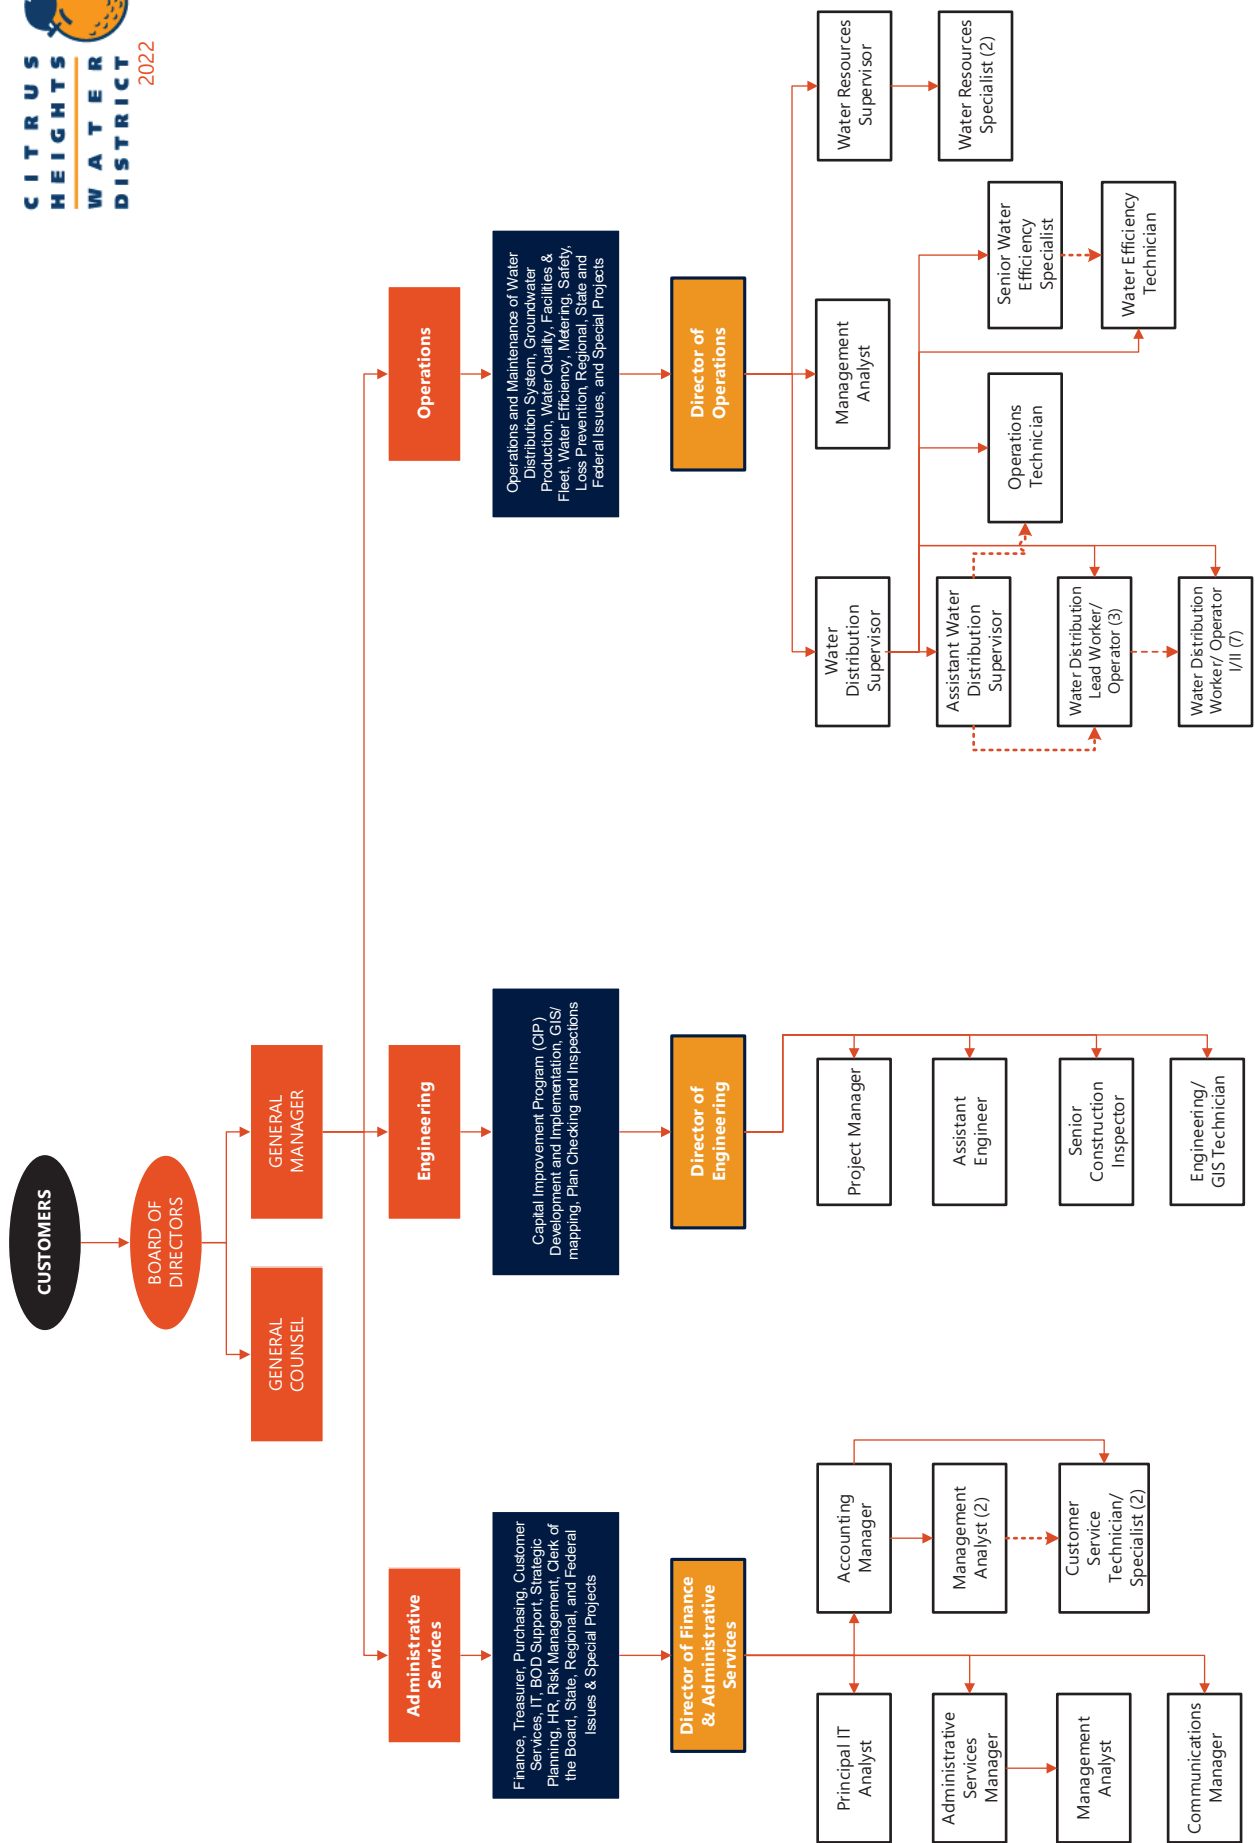 CITRUS
HEIGHTS
WATER
DISTRICT
2022
CUSTOMERS
BOARD OF
DIRECTORS
GENERAL
COUNSEL
GENERAL
MANAGER
Administrative
Services
Finance, Treasurer, Purchasing, Customer
Services, IT, BOD Support, Strategic
Planning, HR, Risk Management, Clerk of
the Board, State, Regional, and Federal
Issues & Special Projects
Director of Finance
& Administrative
Services
Principal IT
Analyst
Administrative
Services
Manager
Management
Analyst
Communications
Manager
Accounting
Manager
Management
Analyst (2)
Customer
Service
Technician/
Specialist (2)
Engineering
Capital Improvement Program (CIP)
Development and Implementation, GIS/
mapping, Plan Checking and Inspections
Director of
Engineering
Project Manager
Assistant
Engineer
Senior
Construction
Inspector
Engineering/
GIS Technician
Operations
Operations and Maintenance of Water
Distribution System, Groundwater
Production, Water Quality, Facilities &
Fleet, Water Efficiency, Metering, Safety,
Loss Prevention, Regional, State and
Federal Issues, and Special Projects
Director of
Operations
Water
Distribution
Supervisor
Assistant Water
Distribution
Supervisor
Water Distribution
Lead Worker/
Operator (3)
Water Distribution
Worker/ Operator
I/II (7)
Operations
Technician
Management
Analyst
Senior Water
Efficiency
Specialist
Water Efficiency
Technician
Water Resources
Supervisor
Water Resources
Specialist (2)